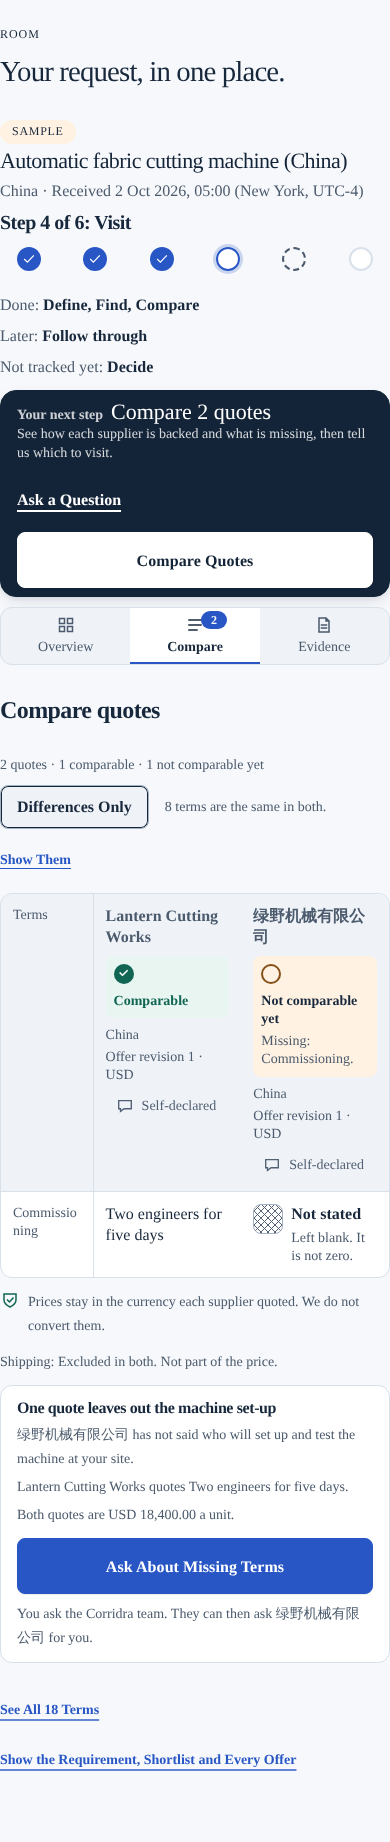 ROOM
Your request, in one place.
SAMPLE
Automatic fabric cutting machine (China)
China · Received 2 Oct 2026, 05:00 (New York, UTC-4)
Step 4 of 6: Visit
Done: Define, Find, Compare
Later: Follow through
Not tracked yet: Decide
Your next step Compare 2 quotes
See how each supplier is backed and what is missing, then tell
us which to visit.
Ask a Question
Compare Quotes
2
Overview
Compare
Evidence
Compare quotes
2 quotes · 1 comparable · 1 not comparable yet
Differences Only
8 terms are the same in both.
Show Them
Terms
Lantern Cutting
Works
Comparable
China
Offer revision 1 ·
USD
Self-declared
绿野机械有限公
司
Not comparable
yet
Missing:
Commissioning.
China
Offer revision 1 ·
USD
Self-declared
Commissio
ning
Two engineers for
five days
Not stated
Left blank. It
is not zero.
Prices stay in the currency each supplier quoted. We do not
convert them.
Shipping: Excluded in both. Not part of the price.
One quote leaves out the machine set-up
绿野机械有限公司 has not said who will set up and test the
machine at your site.
Lantern Cutting Works quotes Two engineers for five days.
Both quotes are USD 18,400.00 a unit.
Ask About Missing Terms
You ask the Corridra team. They can then ask 绿野机械有限
公司 for you.
See All 18 Terms
Show the Requirement, Shortlist and Every Offer